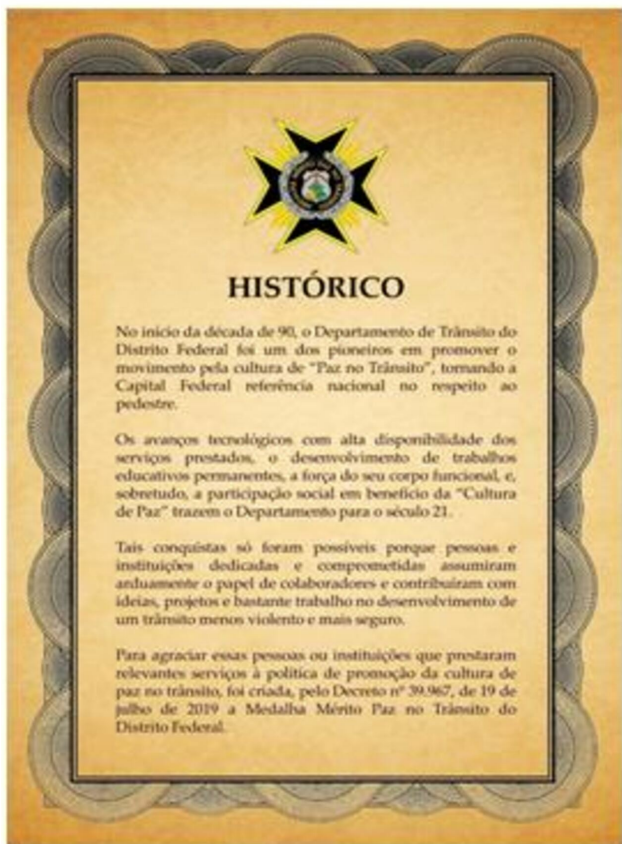 HISTÓRICO
No início da década de 90, o Departamento de Trânsito do
Distrito Federal foi um dos pioneiros em promover o
movimento pela cultura de "Paz no Trânsito", tornando a
Capital Federal referência nacional no respeito ao
pedestre.
Os avanços tecnológicos com alta disponibilidade dos
serviços prestados, o desenvolvimento de trabalhos
educativos permanentes, a força do seu corpo funcional, e,
sobretudo, a participação social em benefício da "Cultura
de Paz" trazem o Departamento para o século 21.
Tais conquistas só foram possíveis porque pessoas e
instituições dedicadas e comprometidas assumiram
arduamente o papel de colaboradores e contribuíram com
ideias, projetos e bastante trabalho no desenvolvimento de
um trânsito menos violento e mais seguro.
Para agraciar essas pessoas ou instituições que prestaram
relevantes serviços à política de promoção da cultura de
paz no trânsito, foi criada, pelo Decreto nº 39.967, de 19 de
julho de 2019 a Medalha Mérito Paz no Trânsito do
Distrito Federal.